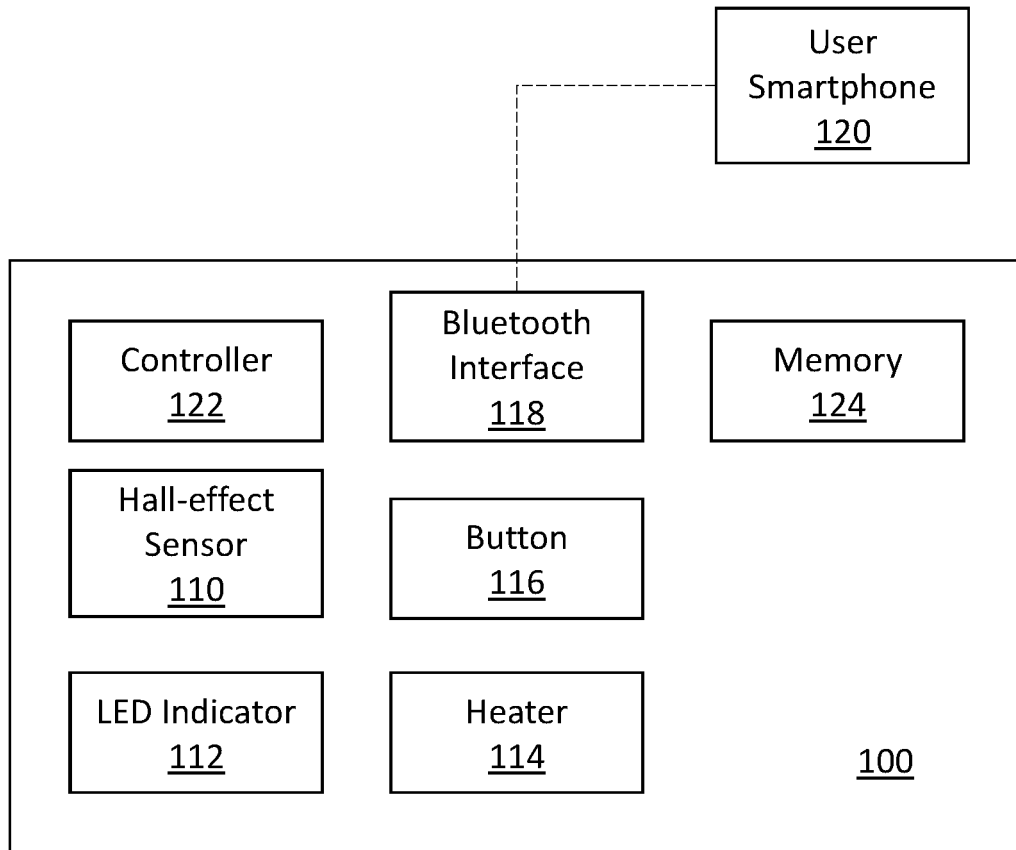 User
Smartphone
120
Controller
122
Bluetooth
Interface
118
Memory
124
Hall-effect
Sensor
110
Button
116
LED Indicator
112
Heater
114
100